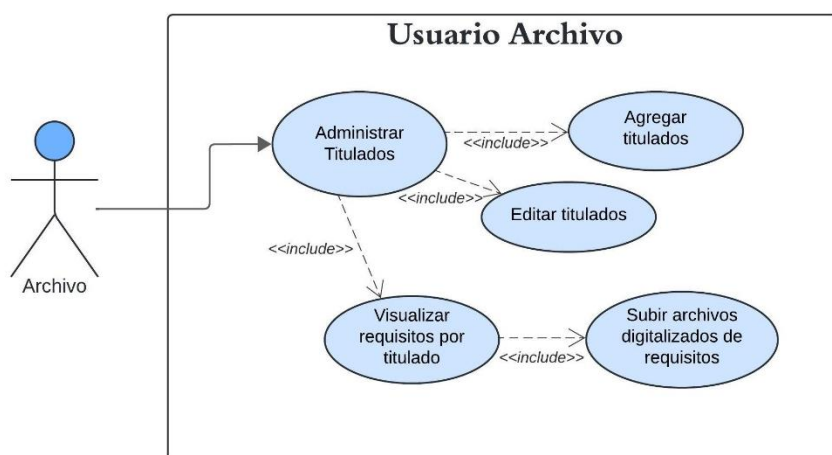 Usuario Archivo
Administrar
Titulados
<<include>>
Agregar
titulados
<<include>>
Editar titulados
<<include>>
Archivo
Visualizar
requisitos por
titulado
<<include>>
Subir archivos
digitalizados de
requisitos